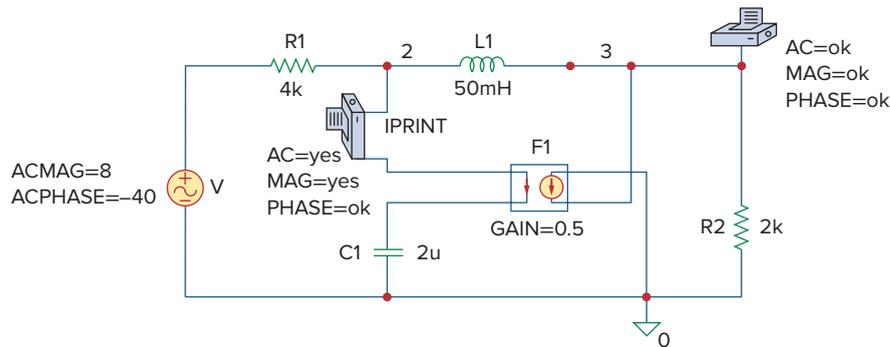 R1
4k
2
L1
50mH
3
AC=ok
MAG=ok
PHASE=ok
IPRINT
AC=yes
MAG=yes
PHASE=ok
F1
GAIN=0.5
ACMAG=8
ACPHASE=–40
V
C1
2u
R2
2k
0